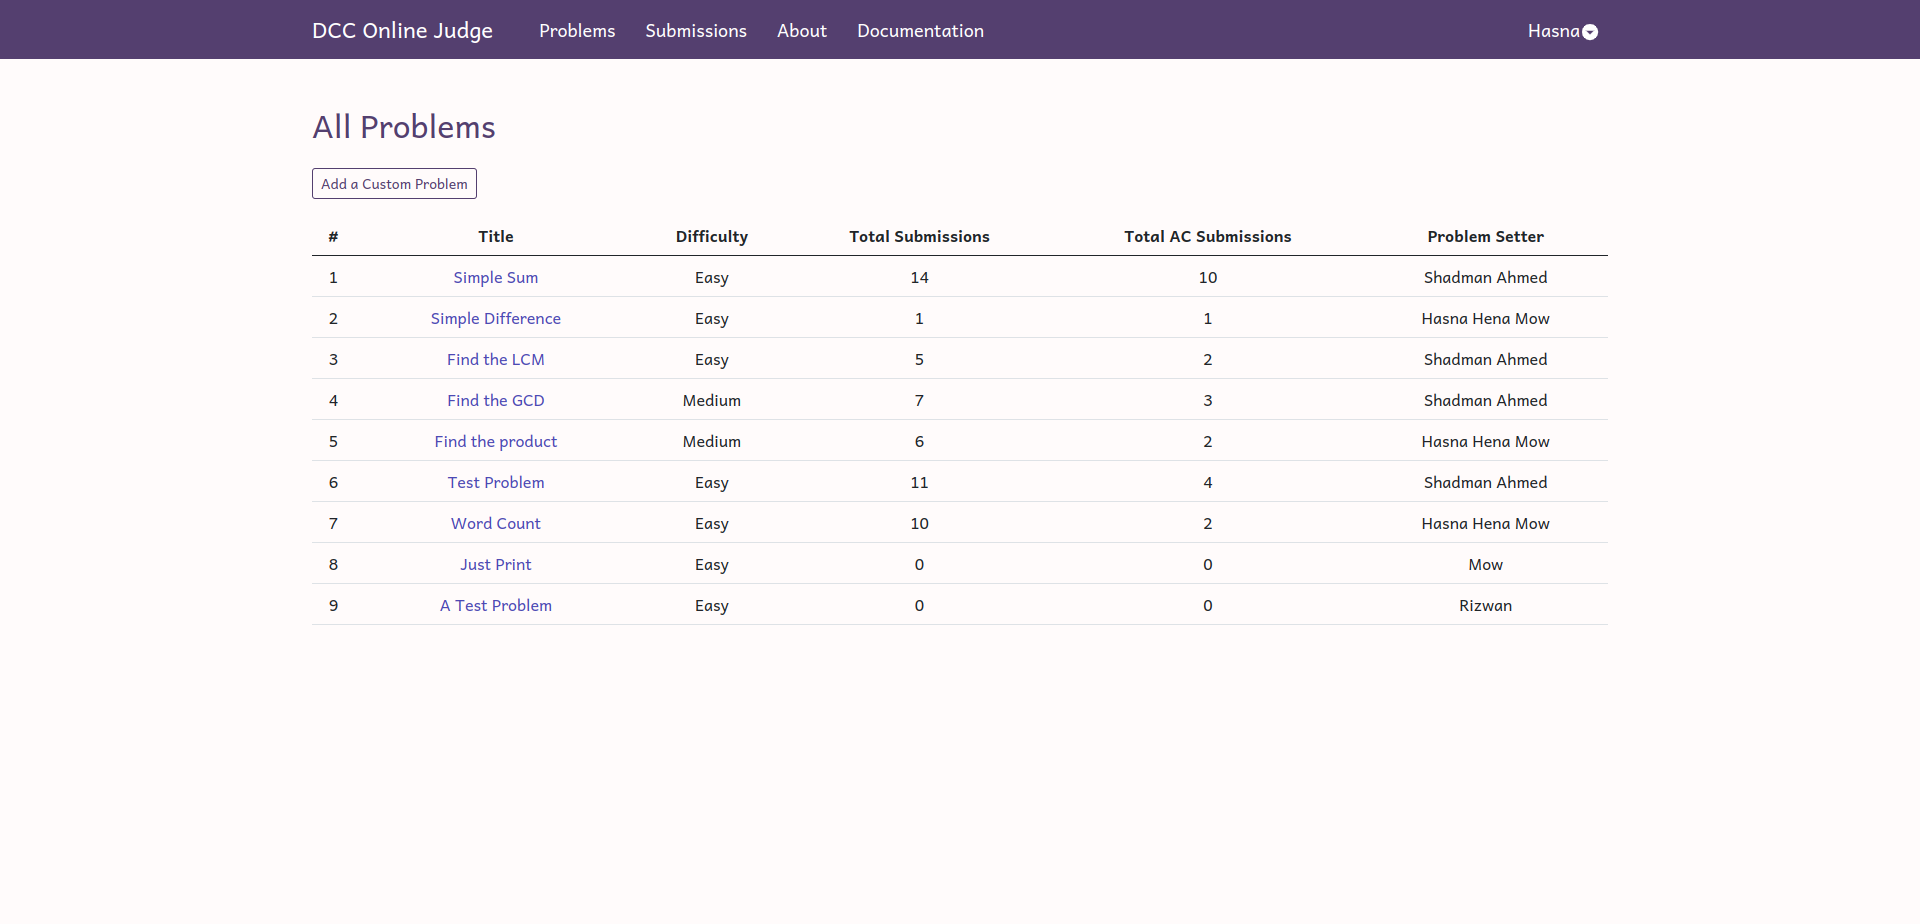 DCC Online Judge Problems Submissions About Documentation Hasna
All Problems
Add a Custom Problem
# Title Difficulty Total Submissions Total AC Submissions Problem Setter
1 Simple Sum Easy 14 10 Shadman Ahmed
2 Simple Difference Easy 1 1 Hasna Hena Mow
3 Find the LCM Easy 5 2 Shadman Ahmed
4 Find the GCD Medium 7 3 Shadman Ahmed
5 Find the product Medium 6 2 Hasna Hena Mow
6 Test Problem Easy 11 4 Shadman Ahmed
7 Word Count Easy 10 2 Hasna Hena Mow
8 Just Print Easy 0 0 Mow
9 A Test Problem Easy 0 0 Rizwan